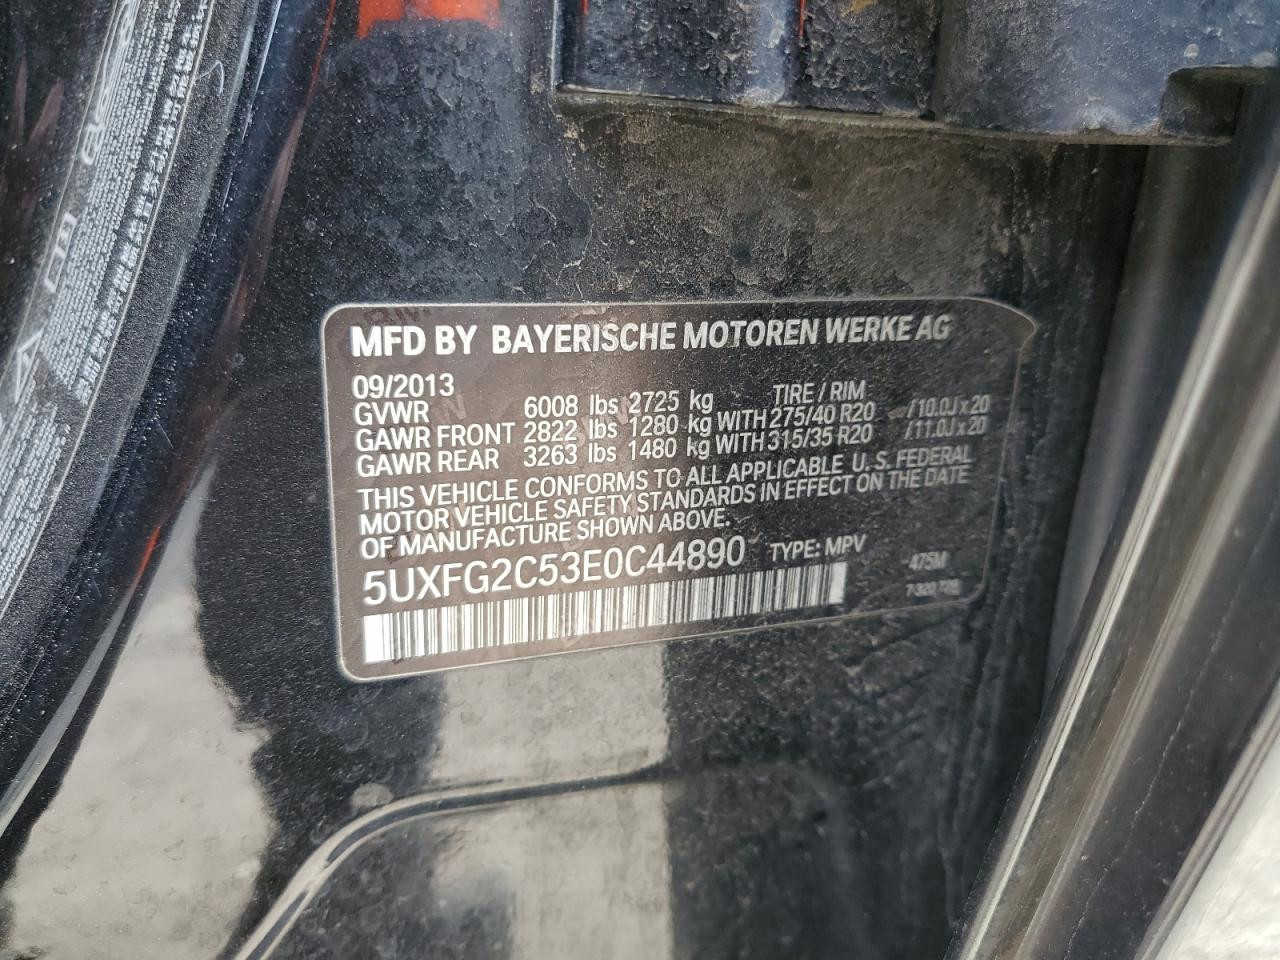 MFD BY BAYERISCHE MOTOREN WERKE AG
09/2013 TIRE / RIM
GVWR 6008 lbs 2725 kg
GAWR FRONT 2822 lbs 1280 kg WITH 275/40 R20 /10.0J x 20
GAWR REAR 3263 lbs 1480 kg WITH 315/35 R20 /11.0J x 20
THIS VEHICLE CONFORMS TO ALL APPLICABLE U.S. FEDERAL
MOTOR VEHICLE SAFETY STANDARDS IN EFFECT ON THE DATE
OF MANUFACTURE SHOWN ABOVE.
5UXFG2C53E0C44890 TYPE: MPV
475M